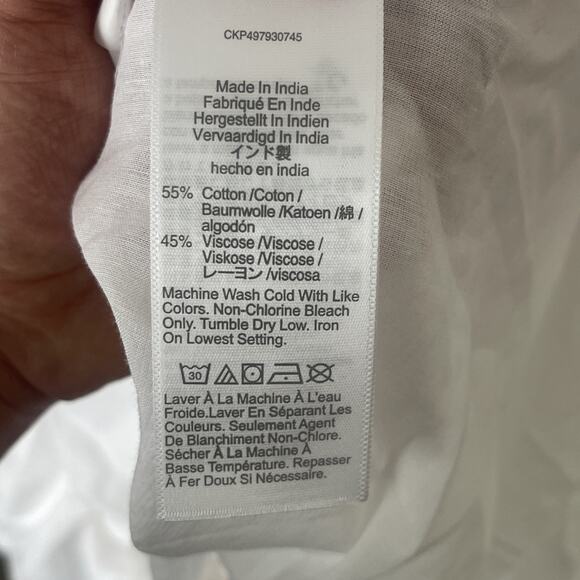 CKP497930745
Made In India
Fabriqué En Inde
Hergestellt In Indien
Vervaardigd In Indien
インド製
hecho en india
55% Cotton /Coton /
Baumwolle /Katoen /綿 /
algodón
45% Viscose /Viscose /
Viskose /Viscose /
レーヨン /viscosa
Machine Wash Cold With Like
Colors. Non-Chlorine Bleach
Only. Tumble Dry Low. Iron
On Lowest Setting.
30
Laver À La Machine À L'eau
Froide.Laver En Séparant Les
Couleurs. Seulement Agent
De Blanchiment Non-Chlore.
Sécher À La Machine À
Basse Température. Repasser
À Fer Doux Si Nécessaire.